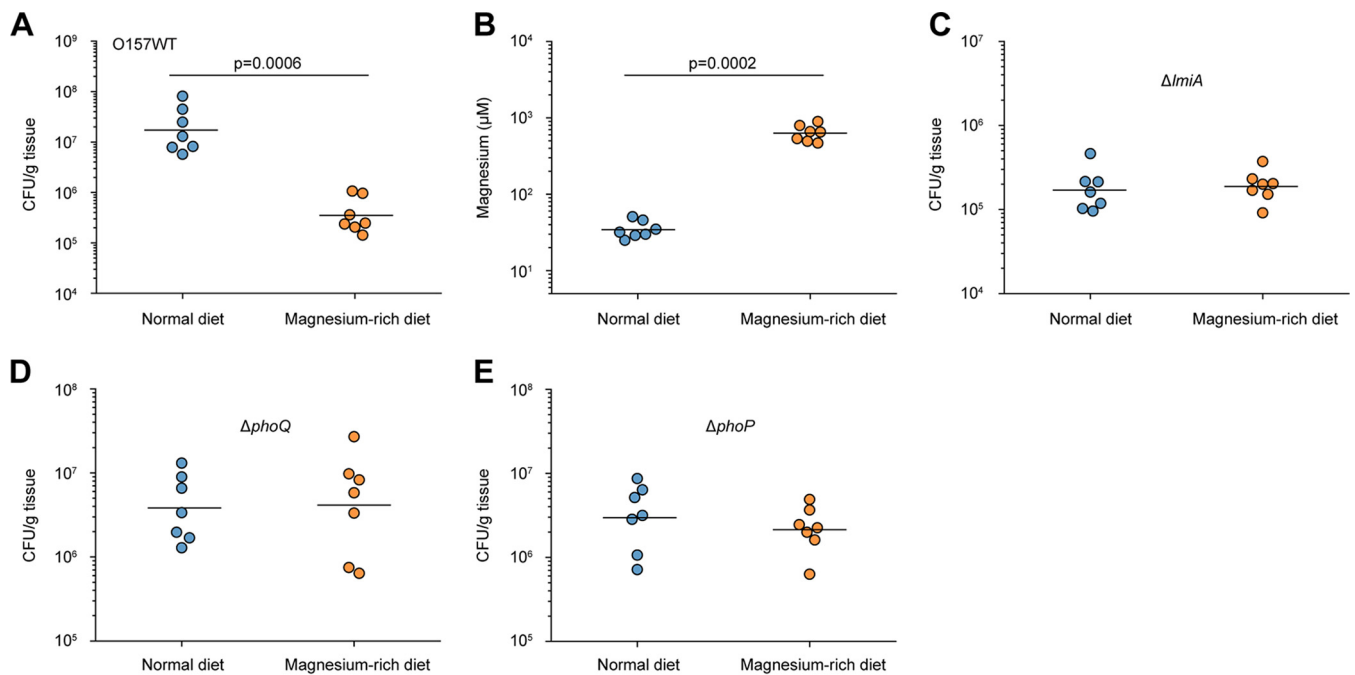 A
O157WT
p=0.0006
CFU/g tissue
10⁹
10⁸
10⁷
10⁶
10⁵
10⁴
Normal diet
Magnesium-rich diet
B
p=0.0002
Magnesium (µM)
10⁴
10³
10²
10¹
Normal diet
Magnesium-rich diet
C
ΔlmiA
CFU/g tissue
10⁷
10⁶
10⁵
10⁴
Normal diet
Magnesium-rich diet
D
ΔphoQ
CFU/g tissue
10⁸
10⁷
10⁶
10⁵
Normal diet
Magnesium-rich diet
E
ΔphoP
CFU/g tissue
10⁸
10⁷
10⁶
10⁵
Normal diet
Magnesium-rich diet